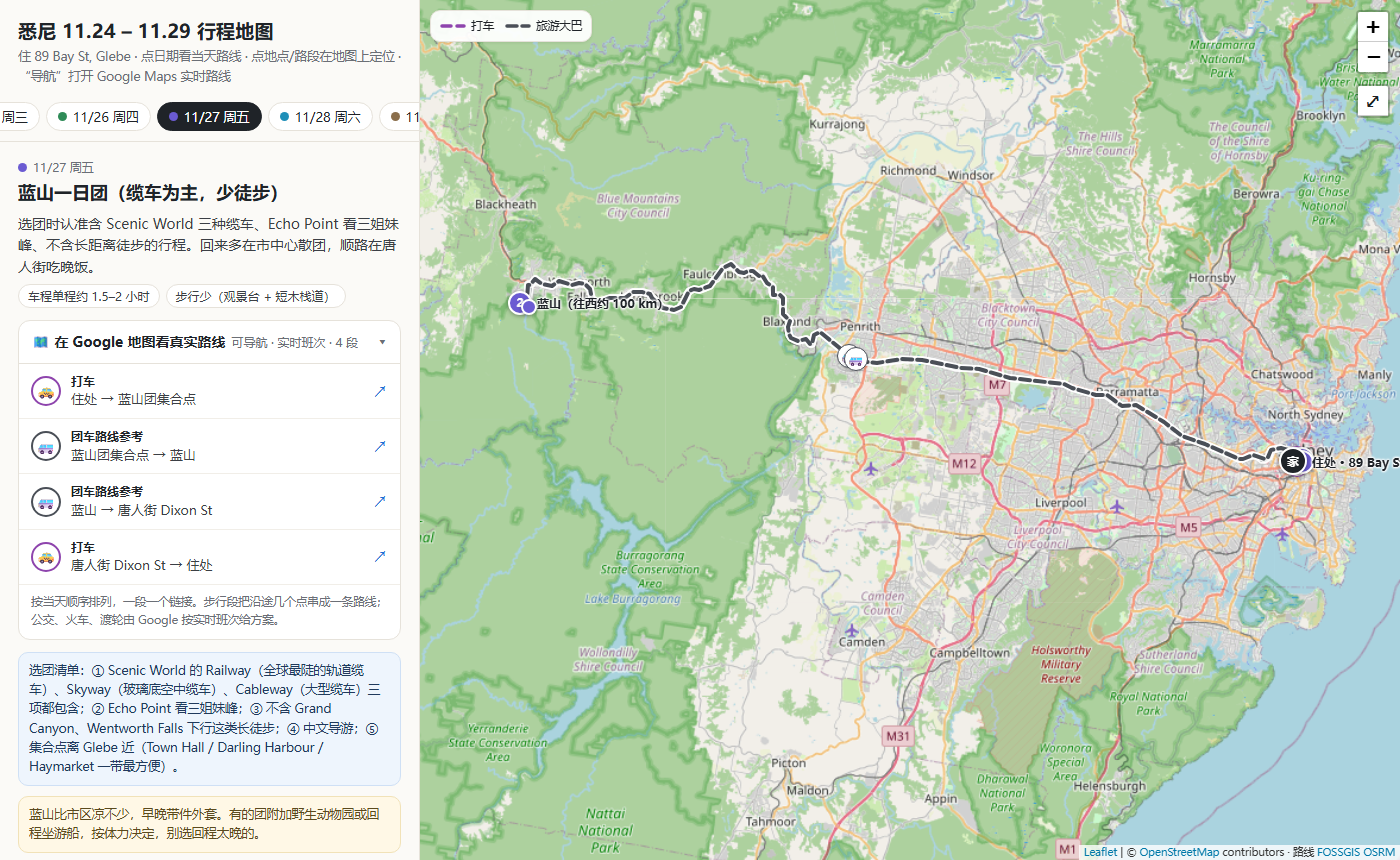 悉尼 11.24 – 11.29 行程地图
住 89 Bay St, Glebe · 点日期看当天路线 · 点地点/路段在地图上定位 ·
“导航”打开 Google Maps 实时路线
周三
11/26 周四
11/27 周五
11/28 周六
11
11/27 周五
蓝山一日团（缆车为主，少徒步）
选团时认准含 Scenic World 三种缆车、Echo Point 看三姐妹
峰、不含长距离徒步的行程。回来多在市中心散团，顺路在唐
人街吃晚饭。
车程单程约 1.5–2 小时
步行少（观景台 + 短木栈道）
在 Google 地图看真实路线 可导航 · 实时班次 · 4 段
打车
住处 → 蓝山团集合点
团车路线参考
蓝山团集合点 → 蓝山
团车路线参考
蓝山 → 唐人街 Dixon St
打车
唐人街 Dixon St → 住处
按当天顺序排列，一段一个链接。步行段把沿途几个点串成一条路线；
公交、火车、渡轮由 Google 按实时班次给方案。
选团清单：① Scenic World 的 Railway（全球最陡的轨道缆
车）、Skyway（玻璃底空中缆车）、Cableway（大型缆车）三
项都包含；② Echo Point 看三姐妹峰；③ 不含 Grand
Canyon、Wentworth Falls 下行这类长徒步；④ 中文导游；⑤
集合点离 Glebe 近（Town Hall / Darling Harbour /
Haymarket 一带最方便）。
蓝山比市区凉不少，早晚带件外套。有的团附加野生动物园或回
程坐游船，按体力决定，别选回程太晚的。
打车
旅游大巴
+
−
Marramarra
National
Park
Brooklyn
Kurrajong
The Hills
Shire Council
The Council
of the Shire
of Hornsby
Richmond
Windsor
Ku-ring-
gai Chase
National
Park
Berowra
Blue Mountains
City Council
Blackheath
Mona V
Hornsby
蓝山（往西约 100 km）
Blacktown
City Council
Penrith
Chatswood
Manly
M7
Parramatta
Port Jackson
North Sydney
家
住处 · 89 Bay S
M12
Liverpool
Liverpool
City Council
M5
Burragorang
State Conservation
Area
Lake Burragorang
Camden
Council
Camden
Campbelltown
Holsworthy
Military
Reserve
Sutherland
Shire Council
Wollondilly
Shire Council
Royal National
Park
Yerranderie
State Conservation
Area
M31
Woronora
Special
Area
Picton
Maldon
Appin
Dharawal
National
Park
Helensburgh
Nattai
National
Park
Tahmoor
M1
Leaflet | © OpenStreetMap contributors · 路线 FOSSGIS OSRM